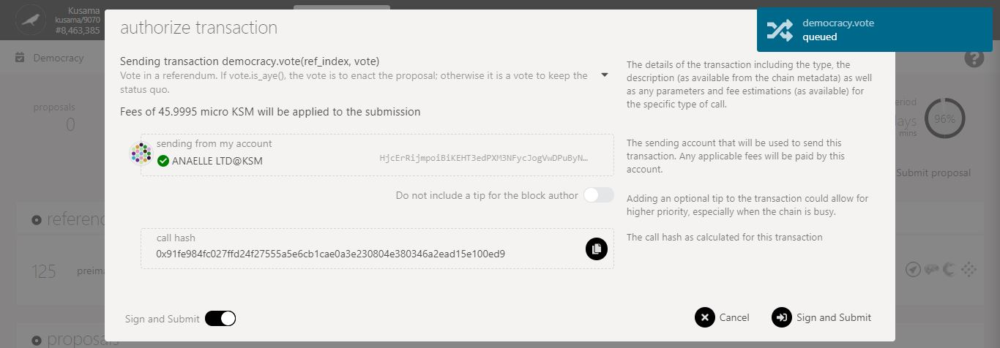 Kusama
kusama/9070
#8,463,385
authorize transaction
democracy.vote
queued
Democracy
Sending transaction democracy.vote(ref_index, vote)
Vote in a referendum. If vote.is_aye(), the vote is to enact the proposal; otherwise it is a vote to keep the
status quo.
The details of the transaction including the type, the
description (as available from the chain metadata) as well
as any parameters and fee estimations (as available) for
the specific type of call.
Fees of 45.9995 micro KSM will be applied to the submission
proposals
0
eriod
days
mins
96%
sending from my account
ANAELLE LTD@KSM
HjcErRijmpoiBiKEHT3edPXM3NFycJogVwDPuByN…
The sending account that will be used to send this
transaction. Any applicable fees will be paid by this
account.
Submit proposal
Do not include a tip for the block author
Adding an optional tip to the transaction could allow for
higher priority, especially when the chain is busy.
referend
call hash
0x91fe984fc027ffd24f27555a5e6cb1cae0a3e230804e380346a2ead15e100ed9
The call hash as calculated for this transaction
125
preima
Sign and Submit
Cancel
Sign and Submit
proposals